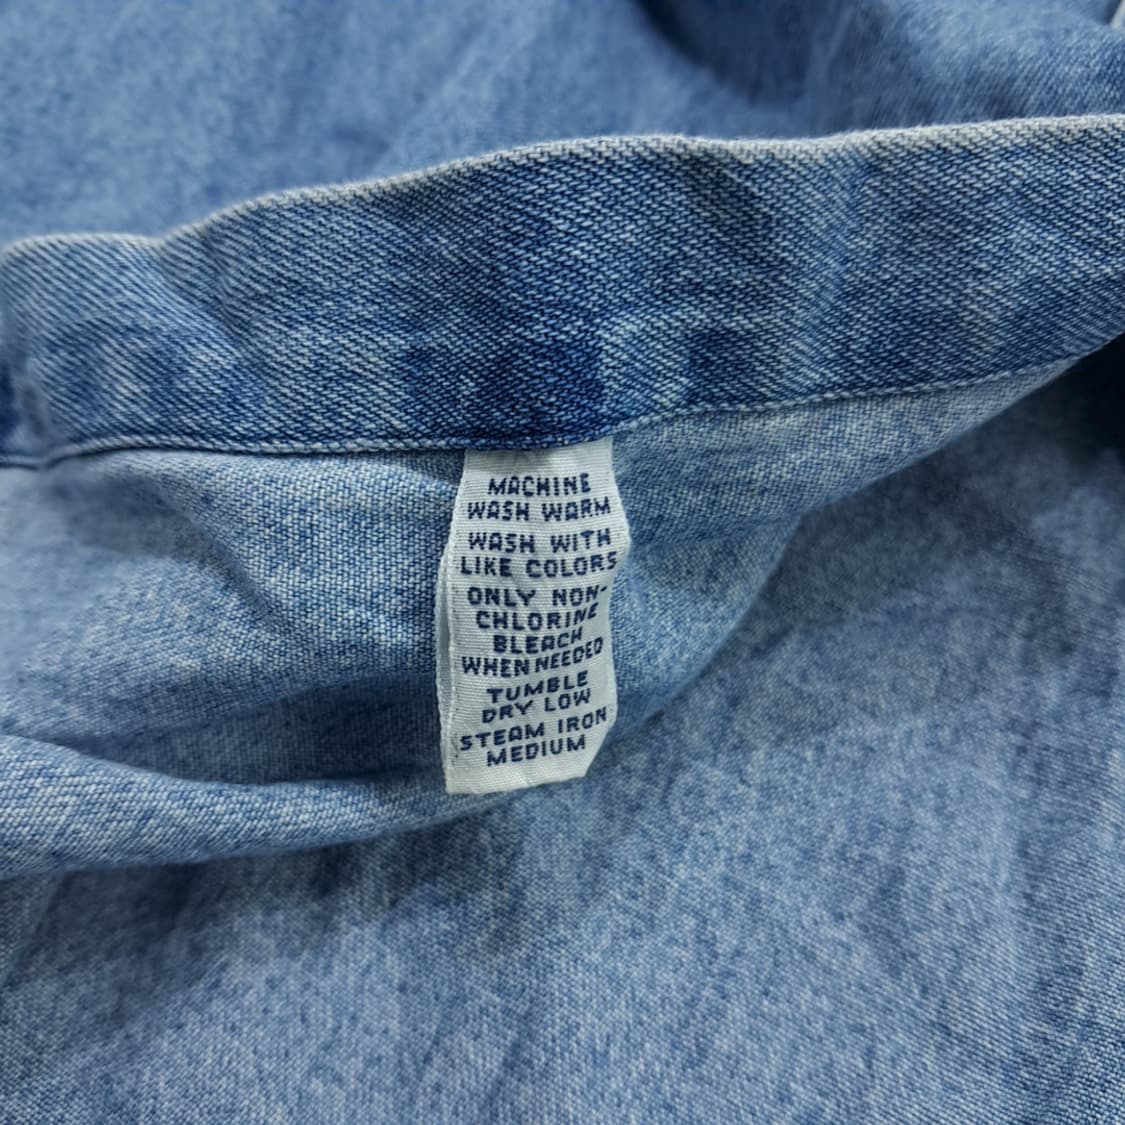 MACHINE
WASH WARM
WASH WITH
LIKE COLORS
ONLY NON-
CHLORINE
BLEACH
WHEN NEEDED
TUMBLE
DRY LOW
STEAM IRON
MEDIUM